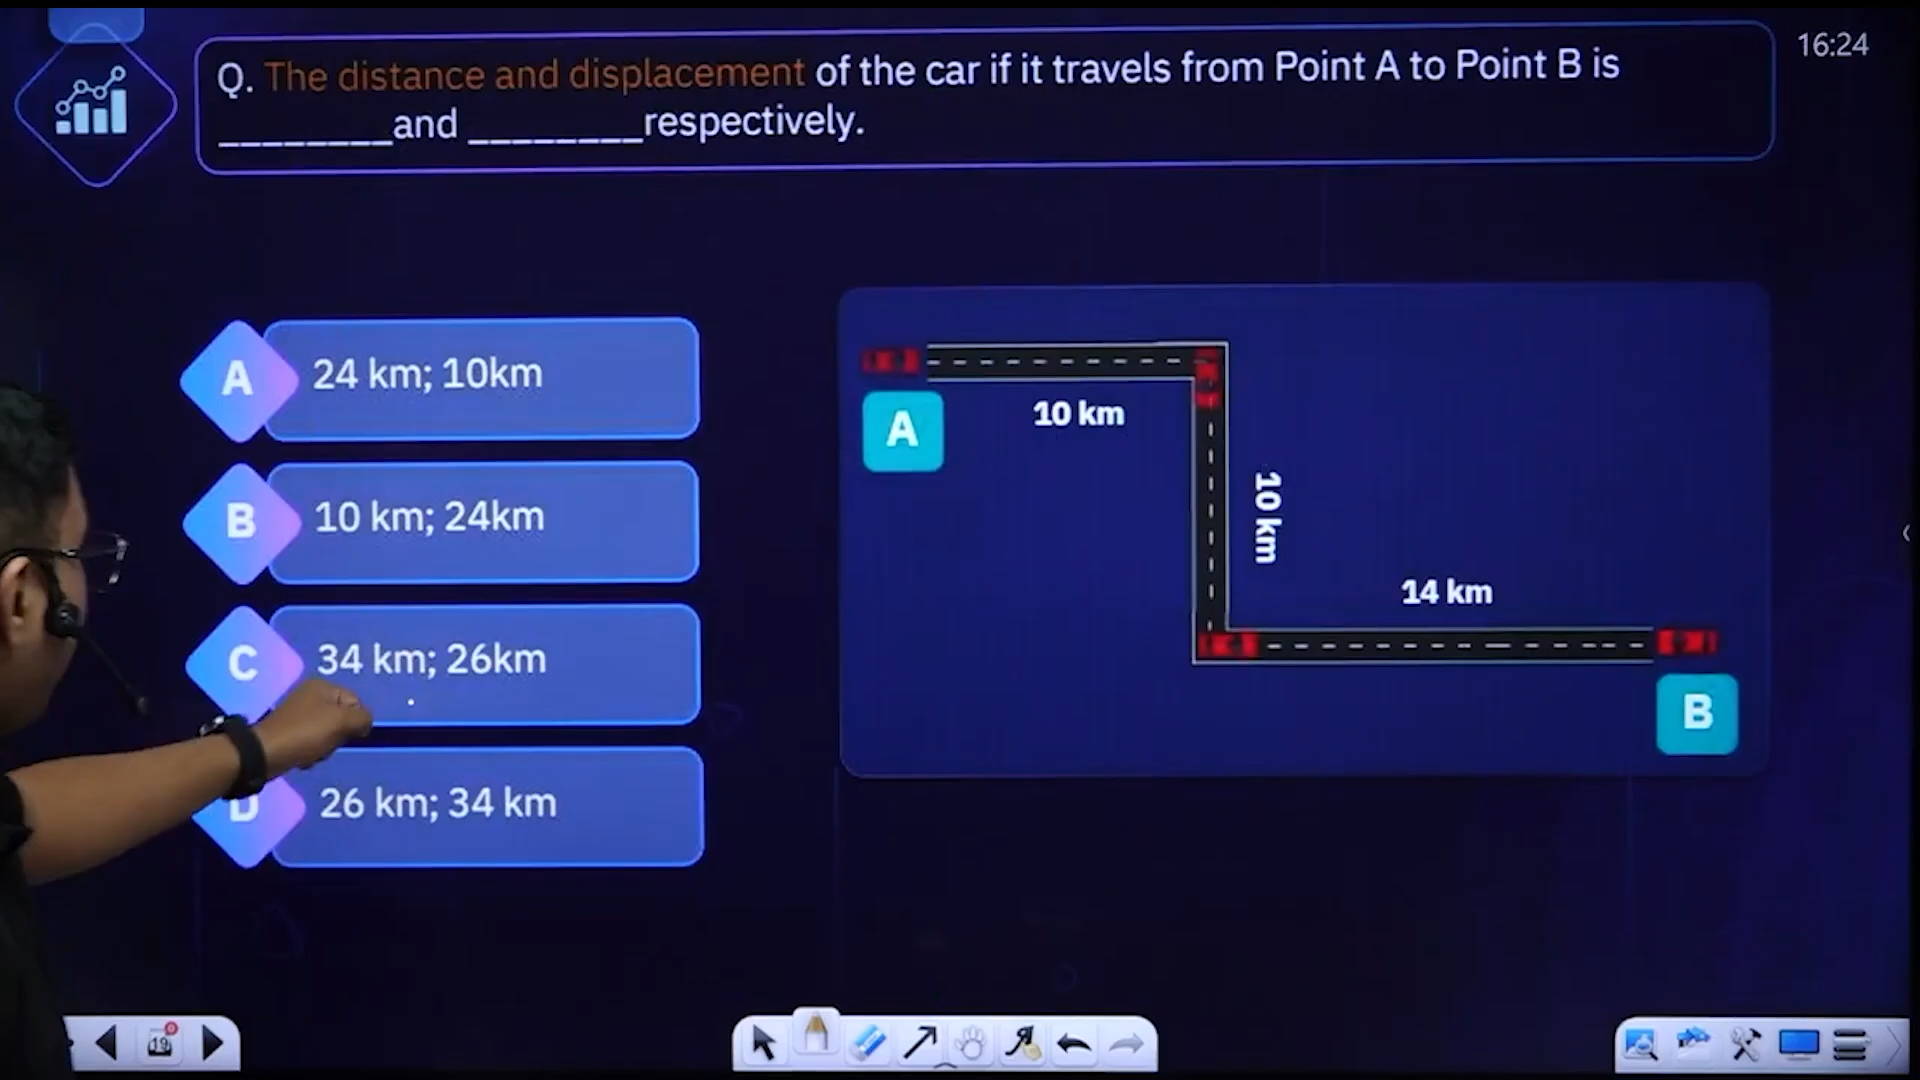 16:24
Q. The distance and displacement of the car if it travels from Point A to Point B is
________and ________respectively.
A 24 km; 10km
B 10 km; 24km
C 34 km; 26km
D 26 km; 34 km
A
10 km
10 km
14 km
B
19